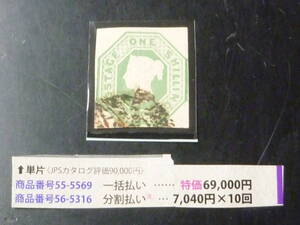 POSTAGE ONE SHILLING
⬆単片〈JPSカタログ評価90,000円〉
商品番号55-5569 一括払い …… 特価69,000円
商品番号56-5316 分割払い※ … 7,040円×10回